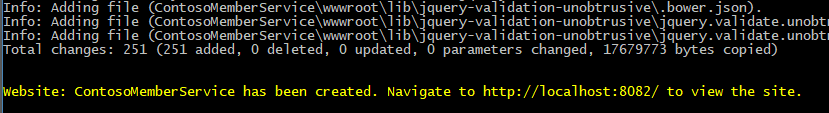 Info: Adding file (ContosoMemberService\wwwroot\lib\jquery-validation-unobtrusive\.bower.json).
Info: Adding file (ContosoMemberService\wwwroot\lib\jquery-validation-unobtrusive\jquery.validate.unobt
Info: Adding file (ContosoMemberService\wwwroot\lib\jquery-validation-unobtrusive\jquery.validate.unobt
Total changes: 251 (251 added, 0 deleted, 0 updated, 0 parameters changed, 17679773 bytes copied)
Website: ContosoMemberService has been created. Navigate to http://localhost:8082/ to view the site.